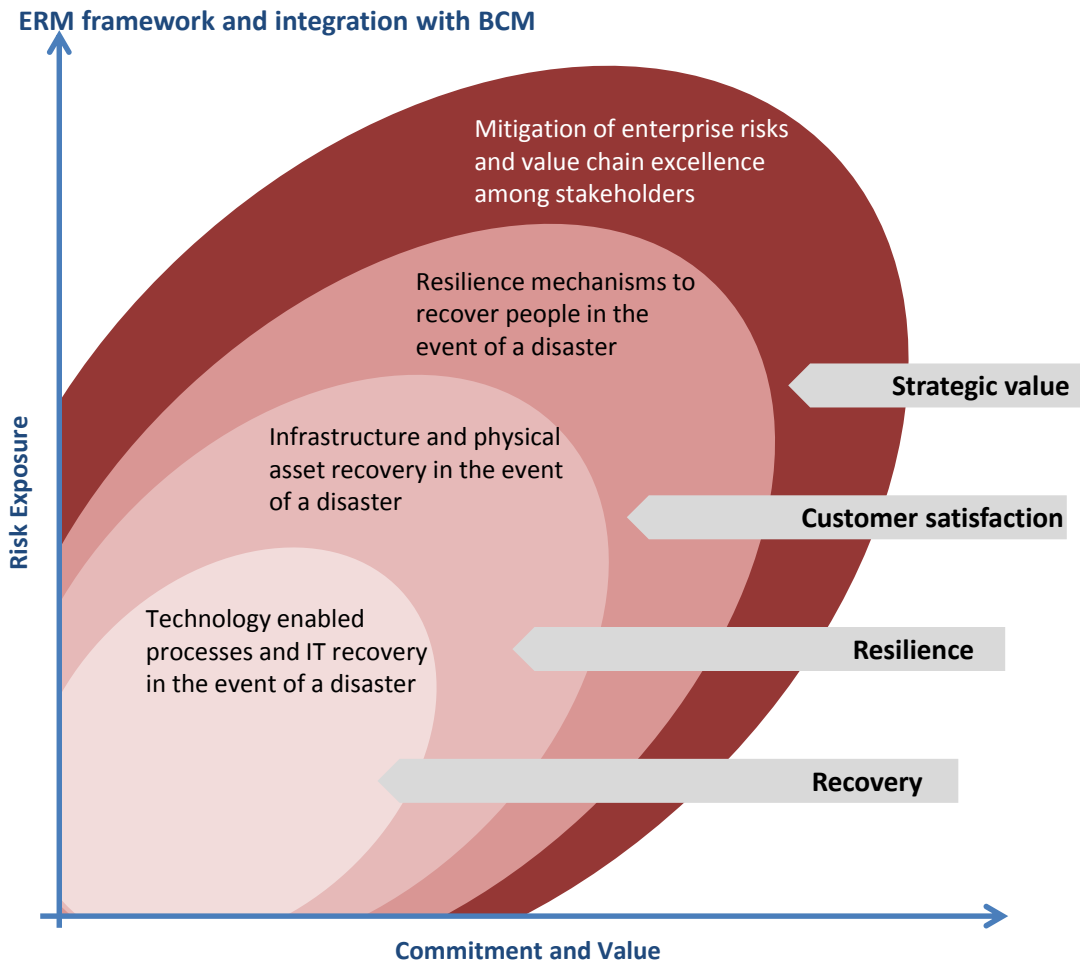 ERM framework and integration with BCM
Mitigation of enterprise risks
and value chain excellence
among stakeholders
Resilience mechanisms to
recover people in the
event of a disaster
Strategic value
Infrastructure and physical
asset recovery in the event
of a disaster
Customer satisfaction
Risk Exposure
Technology enabled
processes and IT recovery
in the event of a disaster
Resilience
Recovery
Commitment and Value